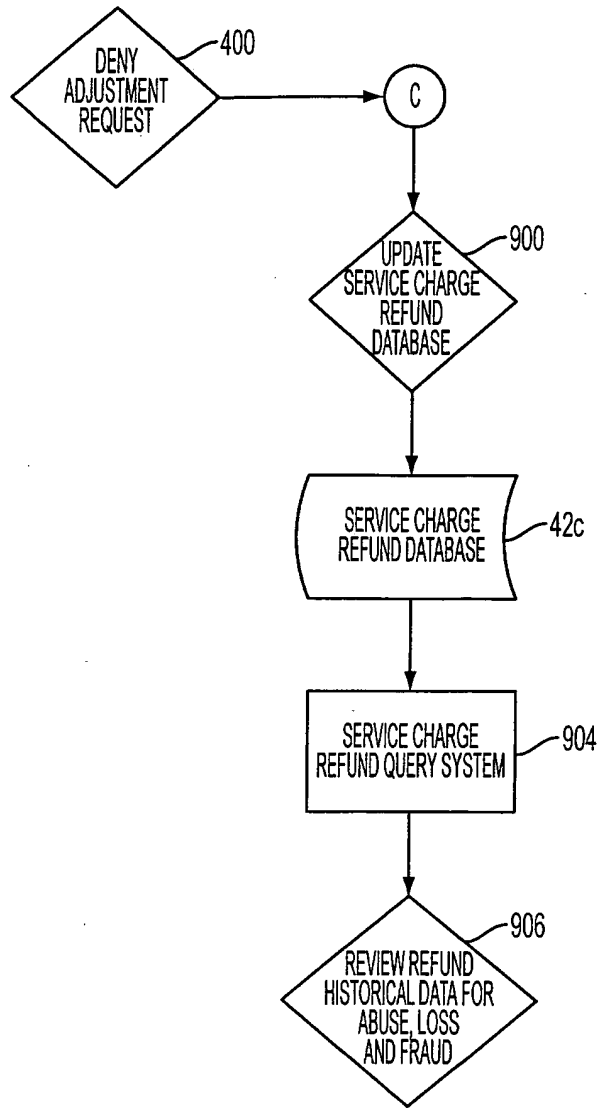 400
DENY
ADJUSTMENT
REQUEST
C
900
UPDATE
SERVICE CHARGE
REFUND
DATABASE
SERVICE CHARGE
REFUND DATABASE
42c
SERVICE CHARGE
REFUND QUERY SYSTEM
904
906
REVIEW REFUND
HISTORICAL DATA FOR
ABUSE, LOSS
AND FRAUD